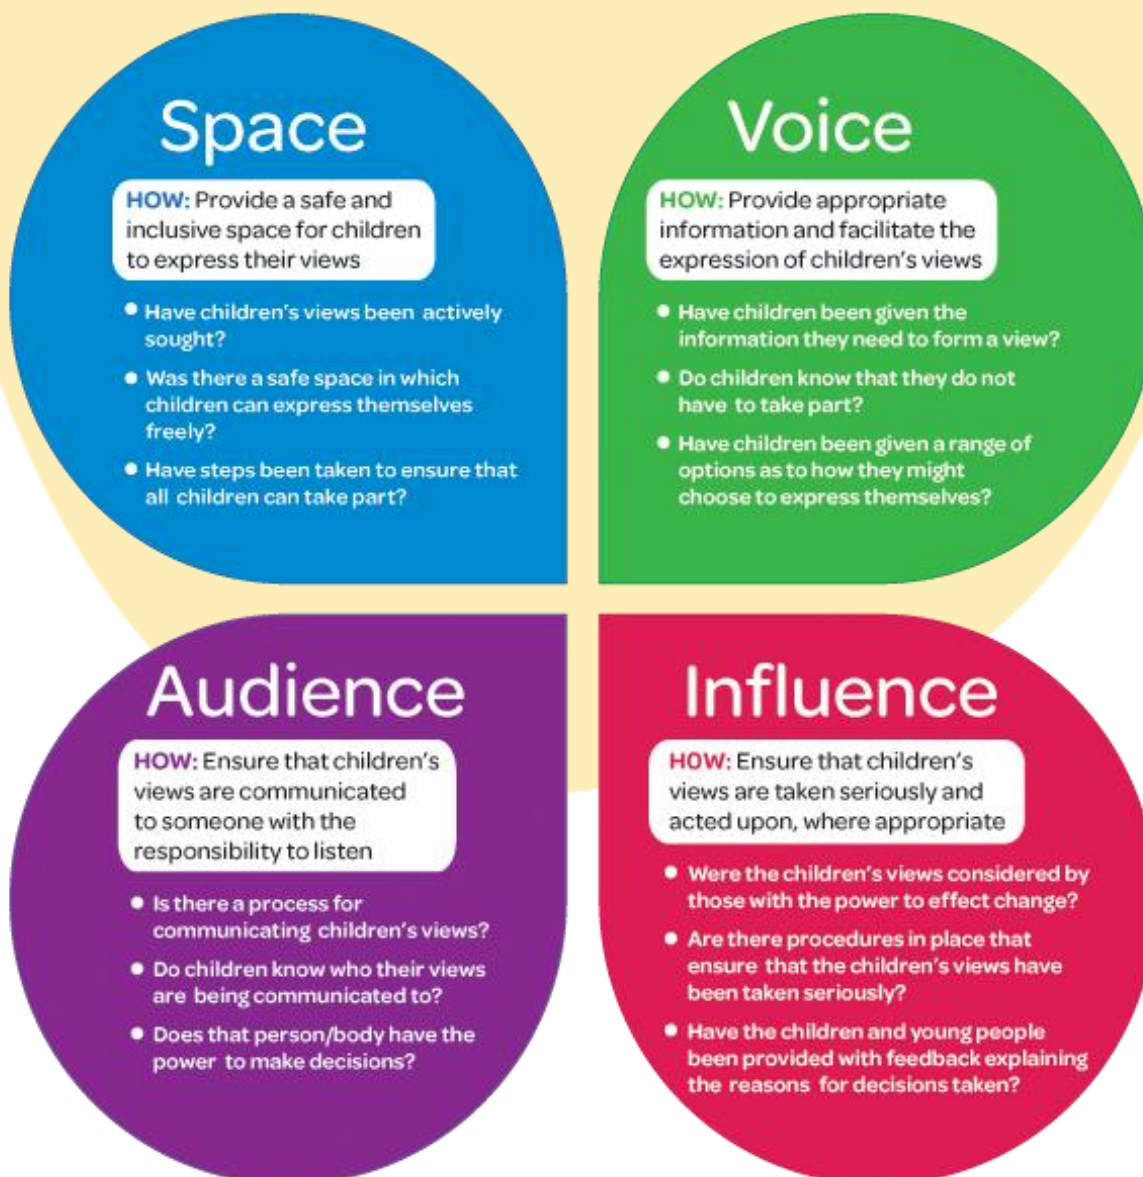 Space
HOW: Provide a safe and
inclusive space for children
to express their views
● Have children's views been actively
sought?
● Was there a safe space in which
children can express themselves
freely?
● Have steps been taken to ensure that
all children can take part?
Voice
HOW: Provide appropriate
information and facilitate the
expression of children's views
● Have children been given the
information they need to form a view?
● Do children know that they do not
have to take part?
● Have children been given a range of
options as to how they might
choose to express themselves?
Audience
HOW: Ensure that children's
views are communicated
to someone with the
responsibility to listen
● Is there a process for
communicating children's views?
● Do children know who their views
are being communicated to?
● Does that person/body have the
power to make decisions?
Influence
HOW: Ensure that children's
views are taken seriously and
acted upon, where appropriate
● Were the children's views considered by
those with the power to effect change?
● Are there procedures in place that
ensure that the children's views have
been taken seriously?
● Have the children and young people
been provided with feedback explaining
the reasons for decisions taken?